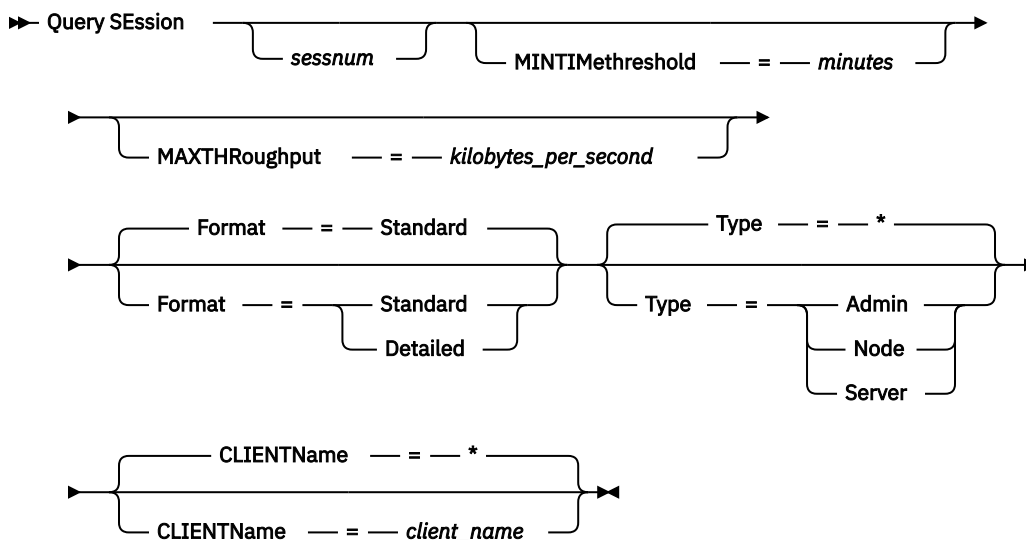 Query SEssion
sessnum
MINTIMethreshold = minutes
MAXTHRoughput = kilobytes_per_second
Format = Standard
Type = *
Format = Standard
Type = Admin
Detailed
Node
Server
CLIENTName = *
CLIENTName = client_name